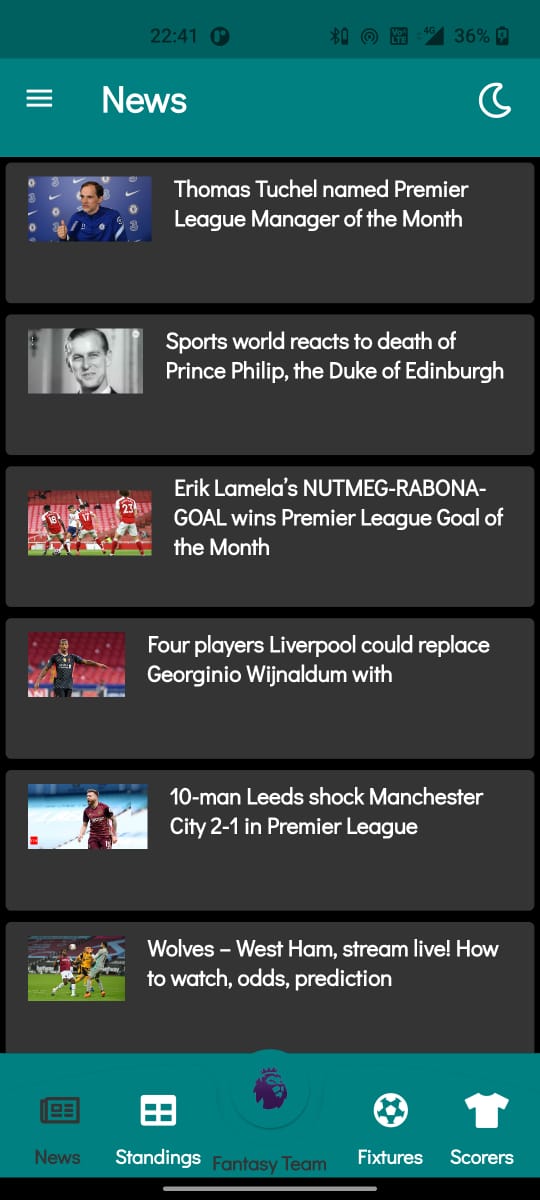 22:41
Vo))
LTE
4G
36%
News
Thomas Tuchel named Premier
League Manager of the Month
Sports world reacts to death of
Prince Philip, the Duke of Edinburgh
Erik Lamela’s NUTMEG-RABONA-
GOAL wins Premier League Goal of
the Month
Four players Liverpool could replace
Georginio Wijnaldum with
10-man Leeds shock Manchester
City 2-1 in Premier League
Wolves – West Ham, stream live! How
to watch, odds, prediction
News
Standings
Fantasy Team
Fixtures
Scorers